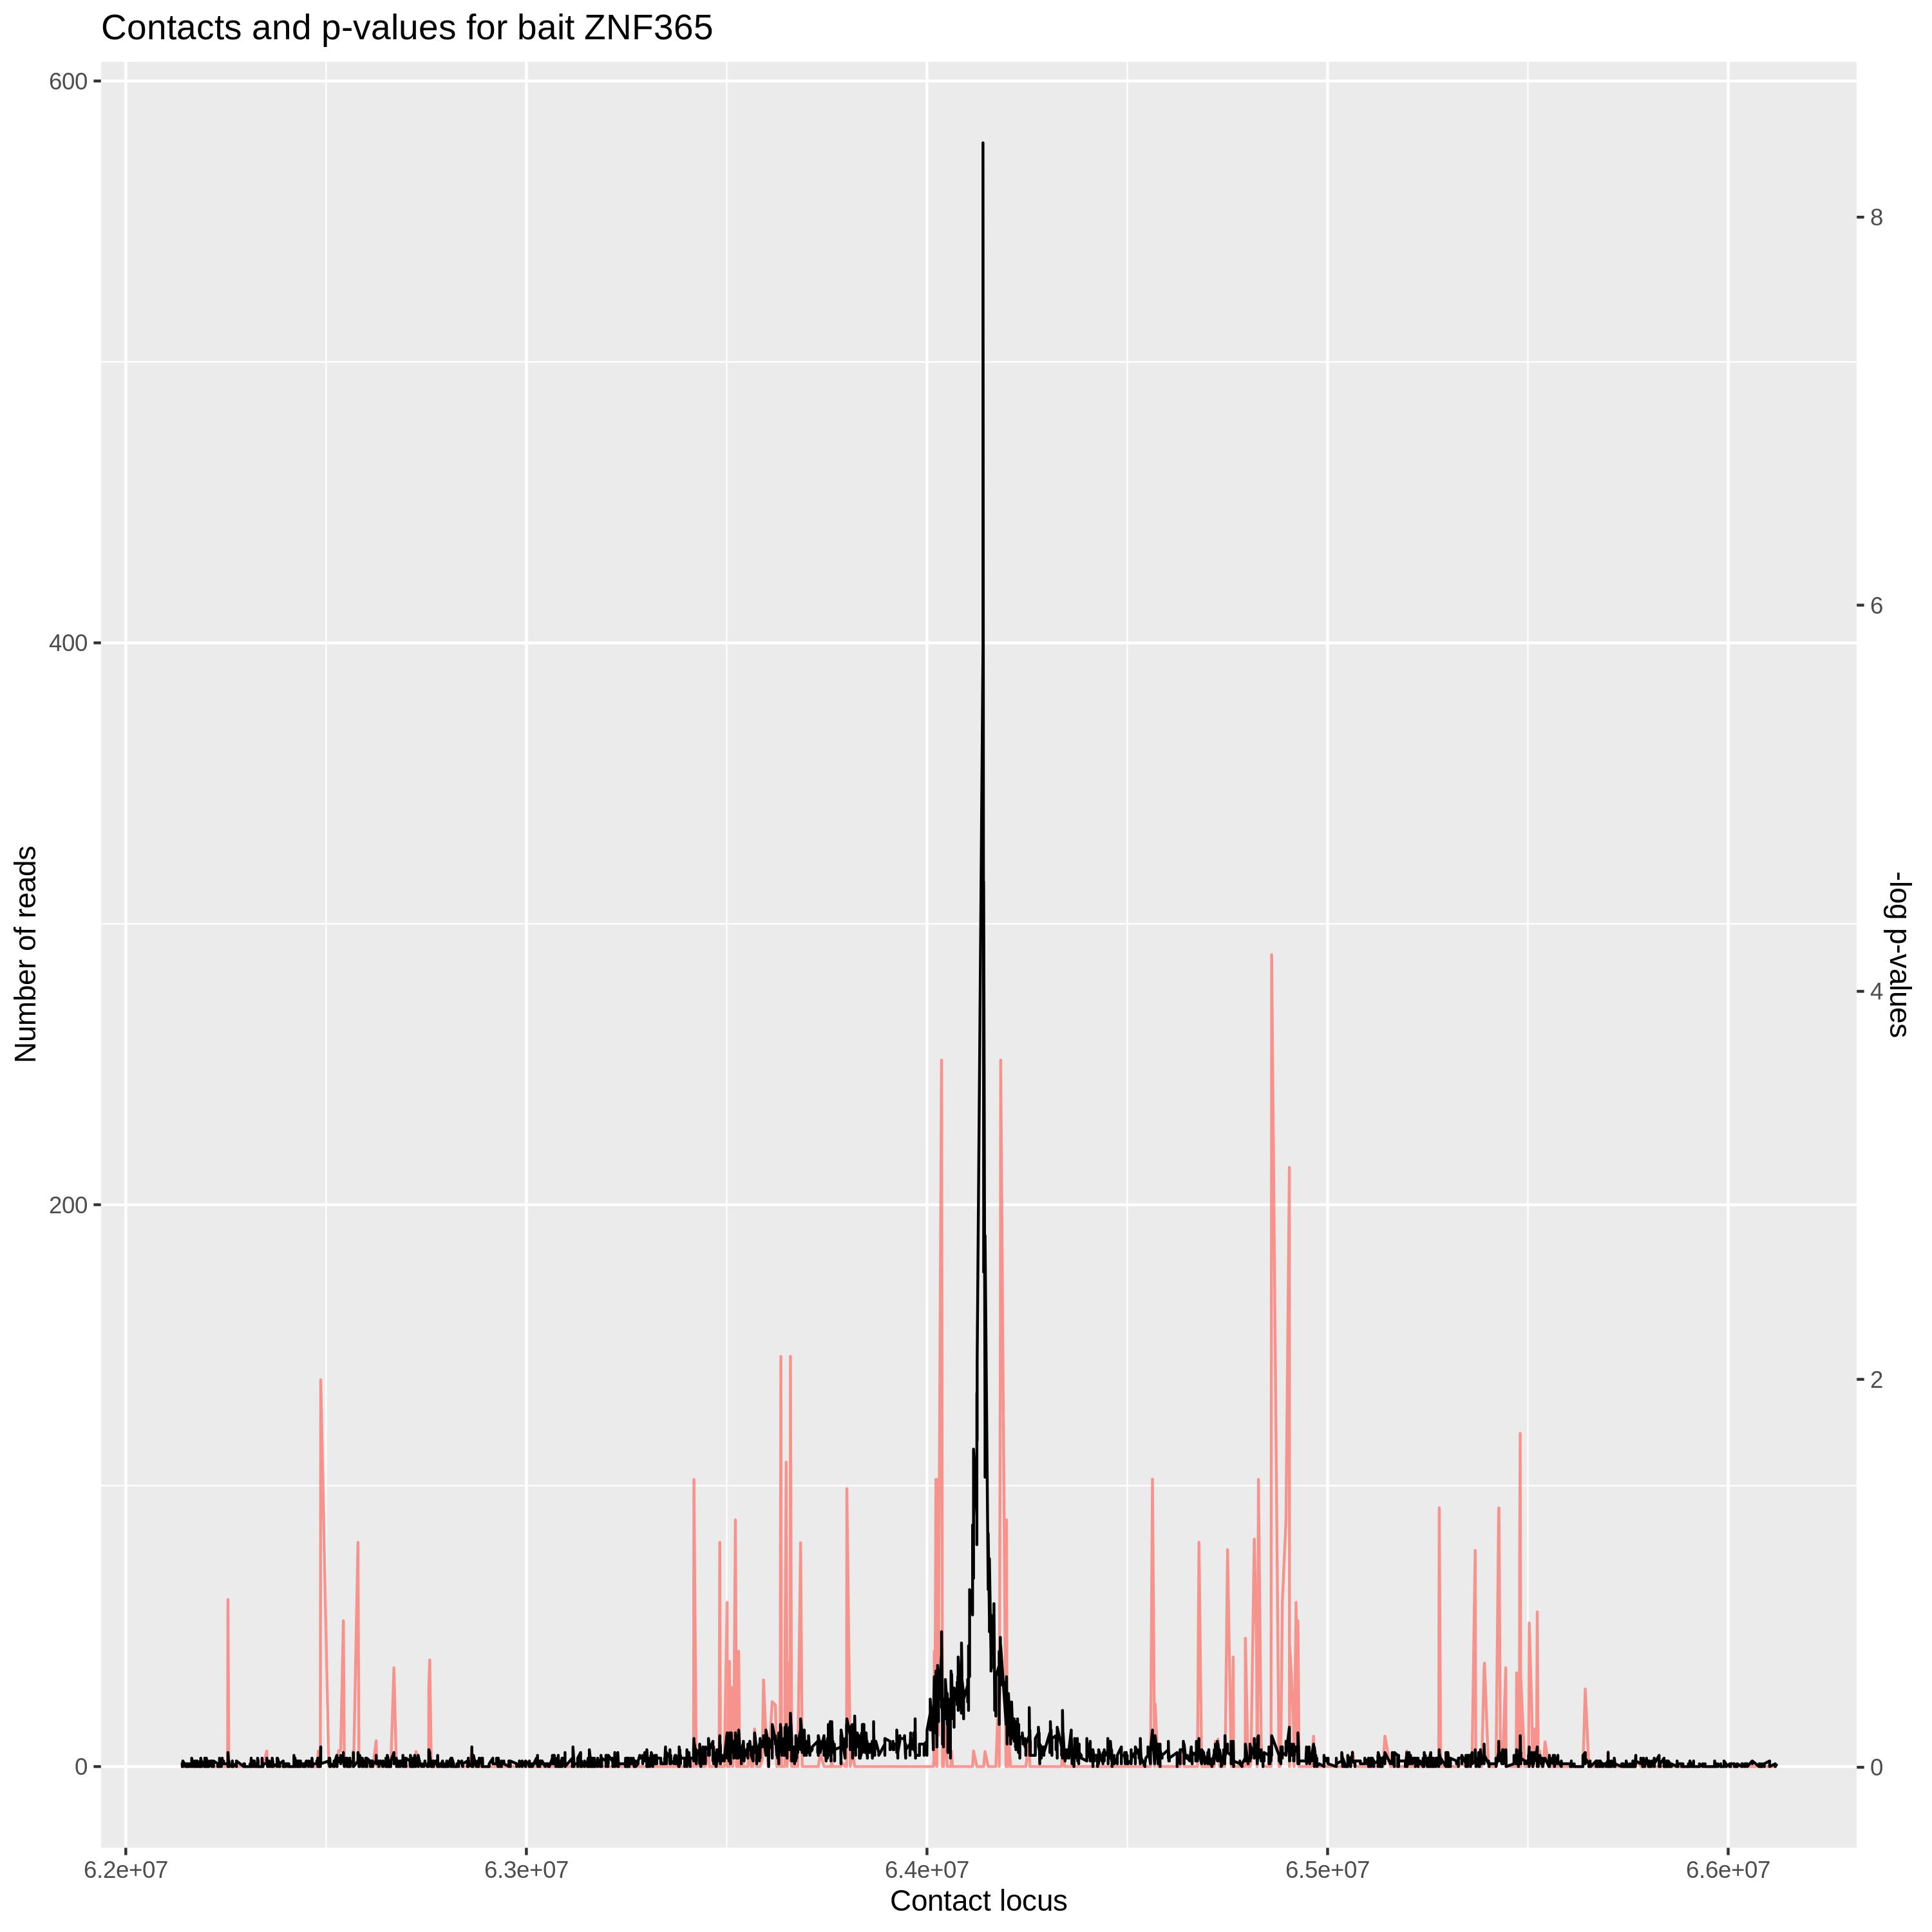 Contacts and p-values for bait ZNF365
600
400
200
0
8
6
4
2
0
Number of reads
-log p-values
6.2e+07 6.3e+07 6.4e+07 6.5e+07 6.6e+07
Contact locus